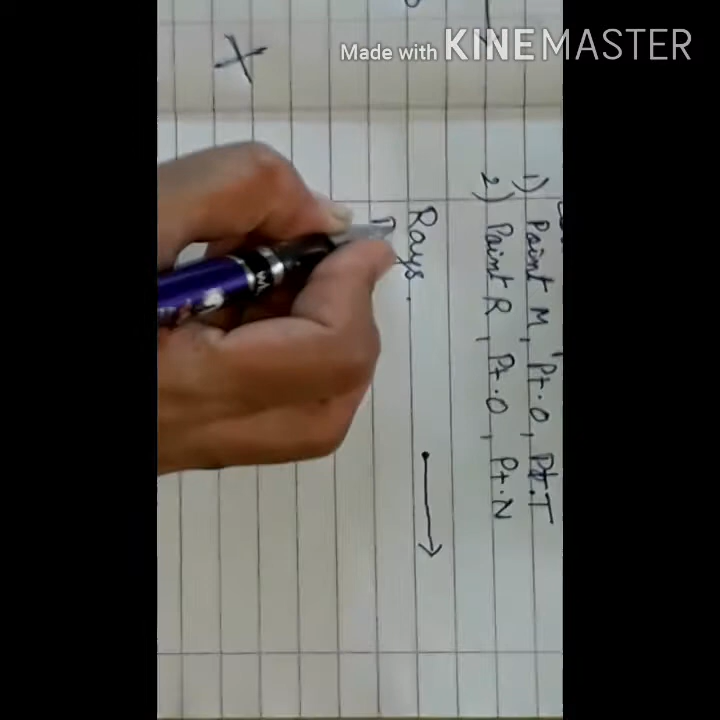 Made with KINEMASTER
1) Point M, Pt. O, Pt. T
2) Point R, Pt. O, Pt. N
Rays.